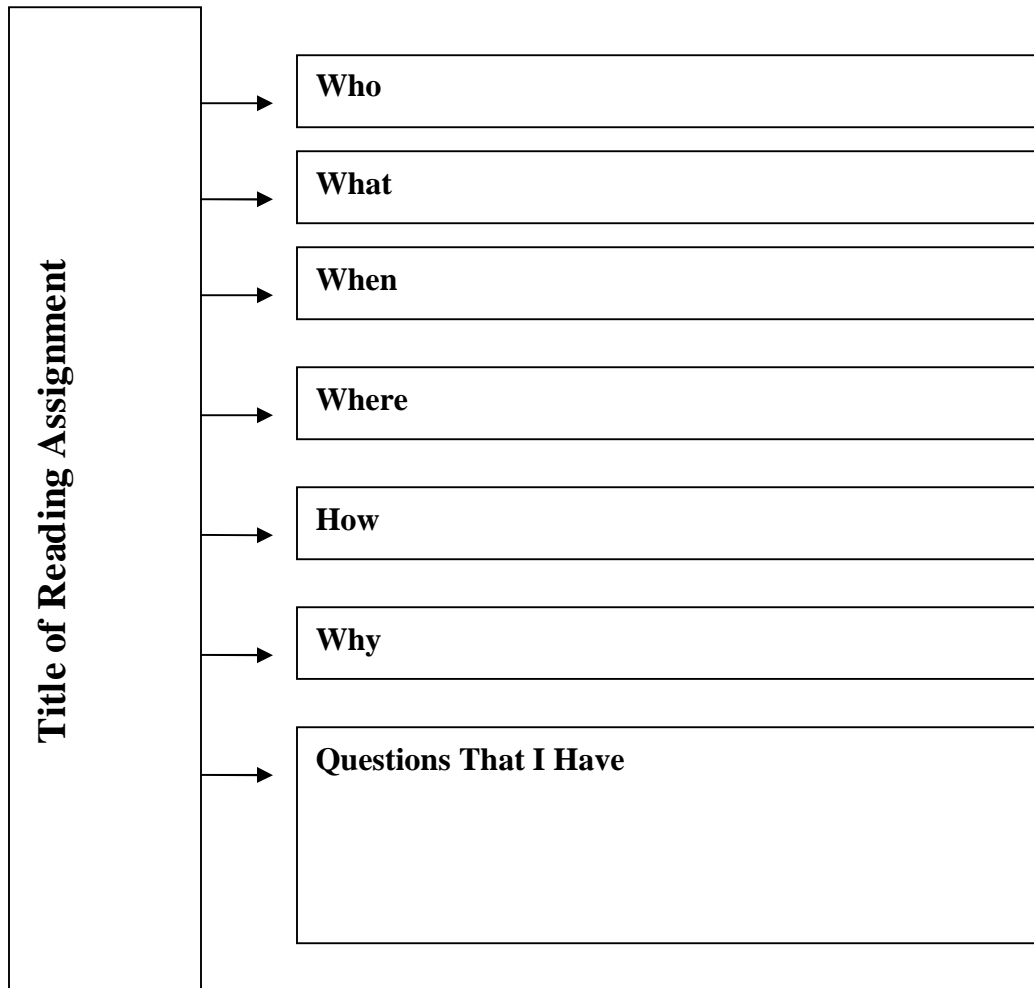 Title of Reading Assignment
Who
What
When
Where
How
Why
Questions That I Have